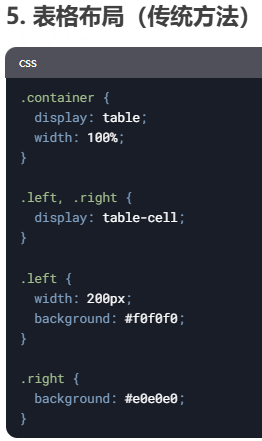 5. 表格布局（传统方法）
css
.container {
  display: table;
  width: 100%;
}

.left, .right {
  display: table-cell;
}

.left {
  width: 200px;
  background: #f0f0f0;
}

.right {
  background: #e0e0e0;
}